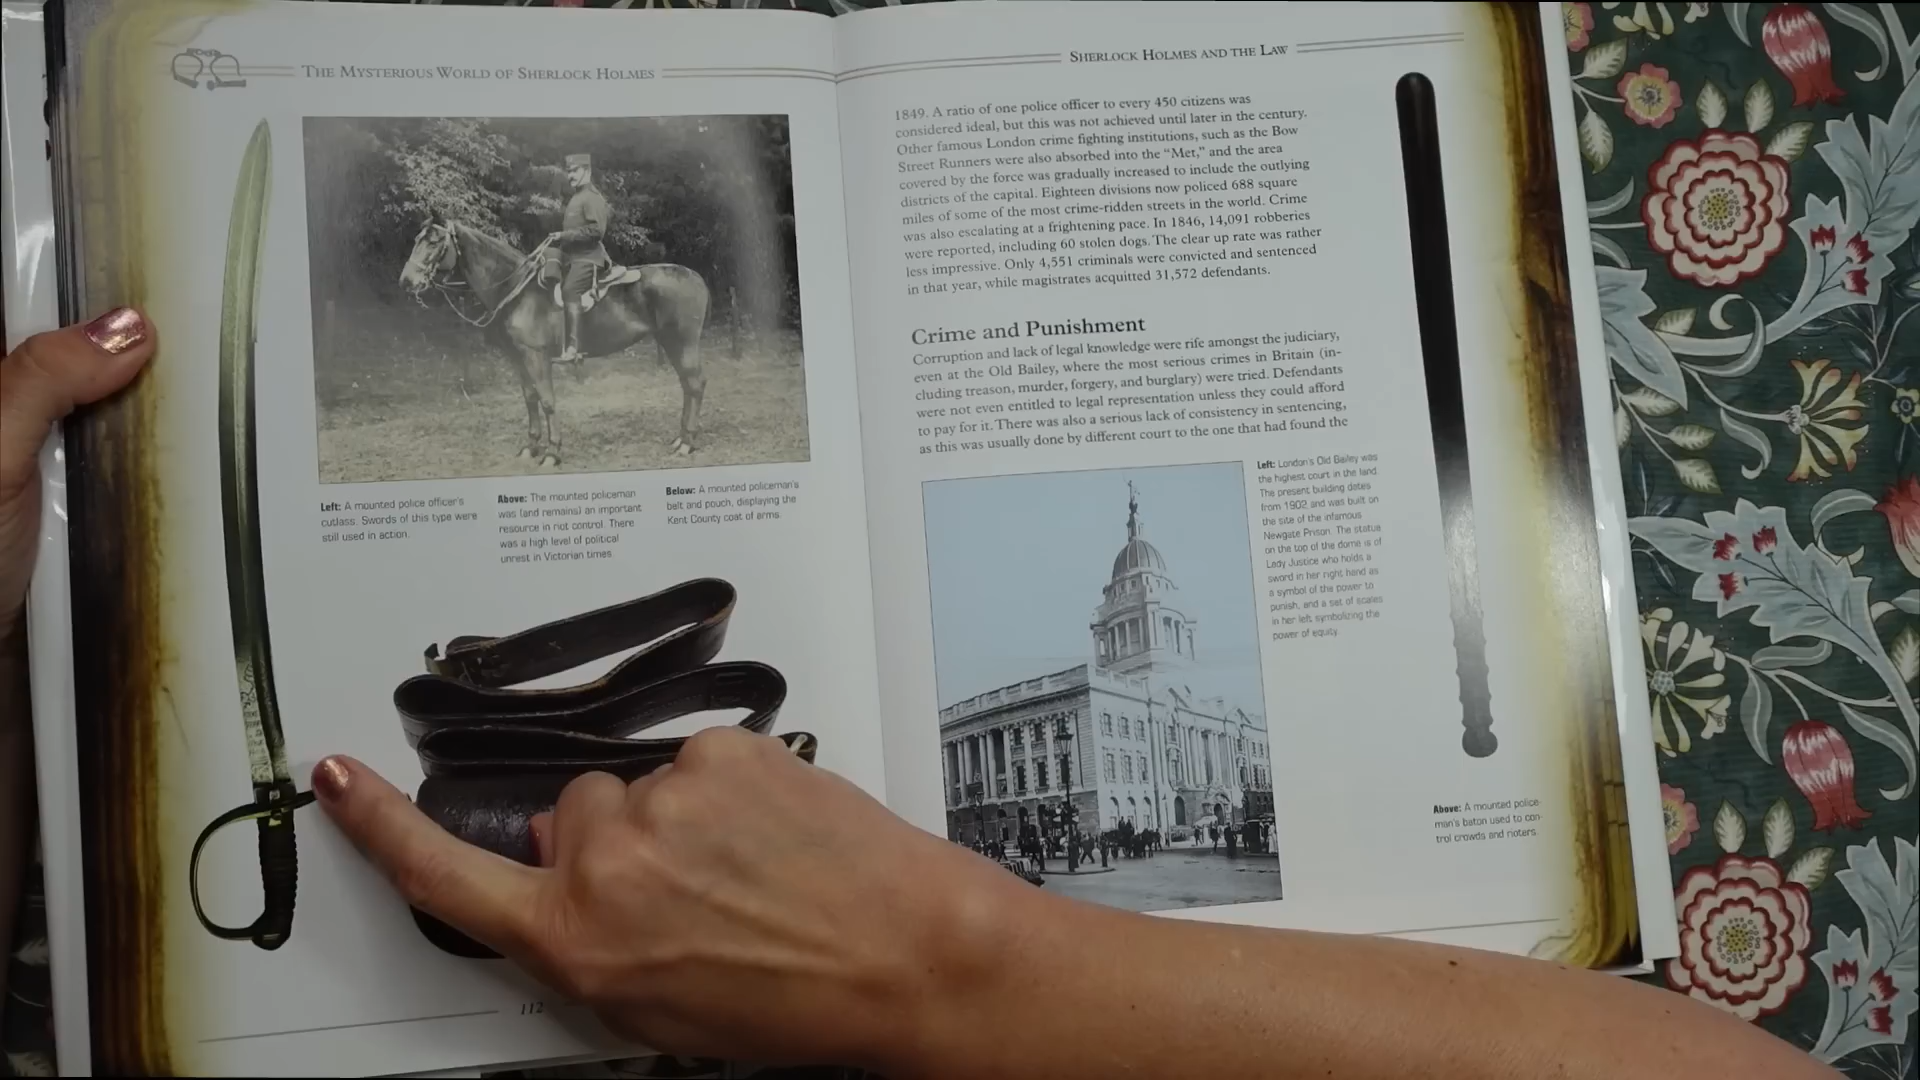 THE MYSTERIOUS WORLD OF SHERLOCK HOLMES
Left: A mounted police officer's
cutlass. Swords of this type were
still used in action.
Above: The mounted policeman
was (and remains) an important
resource in riot control. There
was a high level of political
unrest in Victorian times.
Below: A mounted policeman's
belt and pouch, displaying the
Kent County coat of arms.
112
SHERLOCK HOLMES AND THE LAW
1849. A ratio of one police officer to every 450 citizens was
considered ideal, but this was not achieved until later in the century.
Other famous London crime fighting institutions, such as the Bow
Street Runners were also absorbed into the “Met,” and the area
covered by the force was gradually increased to include the outlying
districts of the capital. Eighteen divisions now policed 688 square
miles of some of the most crime-ridden streets in the world. Crime
was also escalating at a frightening pace. In 1846, 14,091 robberies
were reported, including 60 stolen dogs. The clear up rate was rather
less impressive. Only 4,551 criminals were convicted and sentenced
in that year, while magistrates acquitted 31,572 defendants.
Crime and Punishment
Corruption and lack of legal knowledge were rife amongst the judiciary,
even at the Old Bailey, where the most serious crimes in Britain (in-
cluding treason, murder, forgery, and burglary) were tried. Defendants
were not even entitled to legal representation unless they could afford
to pay for it. There was also a serious lack of consistency in sentencing,
as this was usually done by different court to the one that had found the
Left: London's Old Bailey was
the highest court in the land.
The present building dates
from 1902 and was built on
the site of the infamous
Newgate Prison. The statue
on the top of the dome is of
Lady Justice who holds a
sword in her right hand as
a symbol of the power to
punish, and a set of scales
in her left symbolizing the
power of equity.
Above: A mounted police-
man's baton used to con-
trol crowds and rioters.